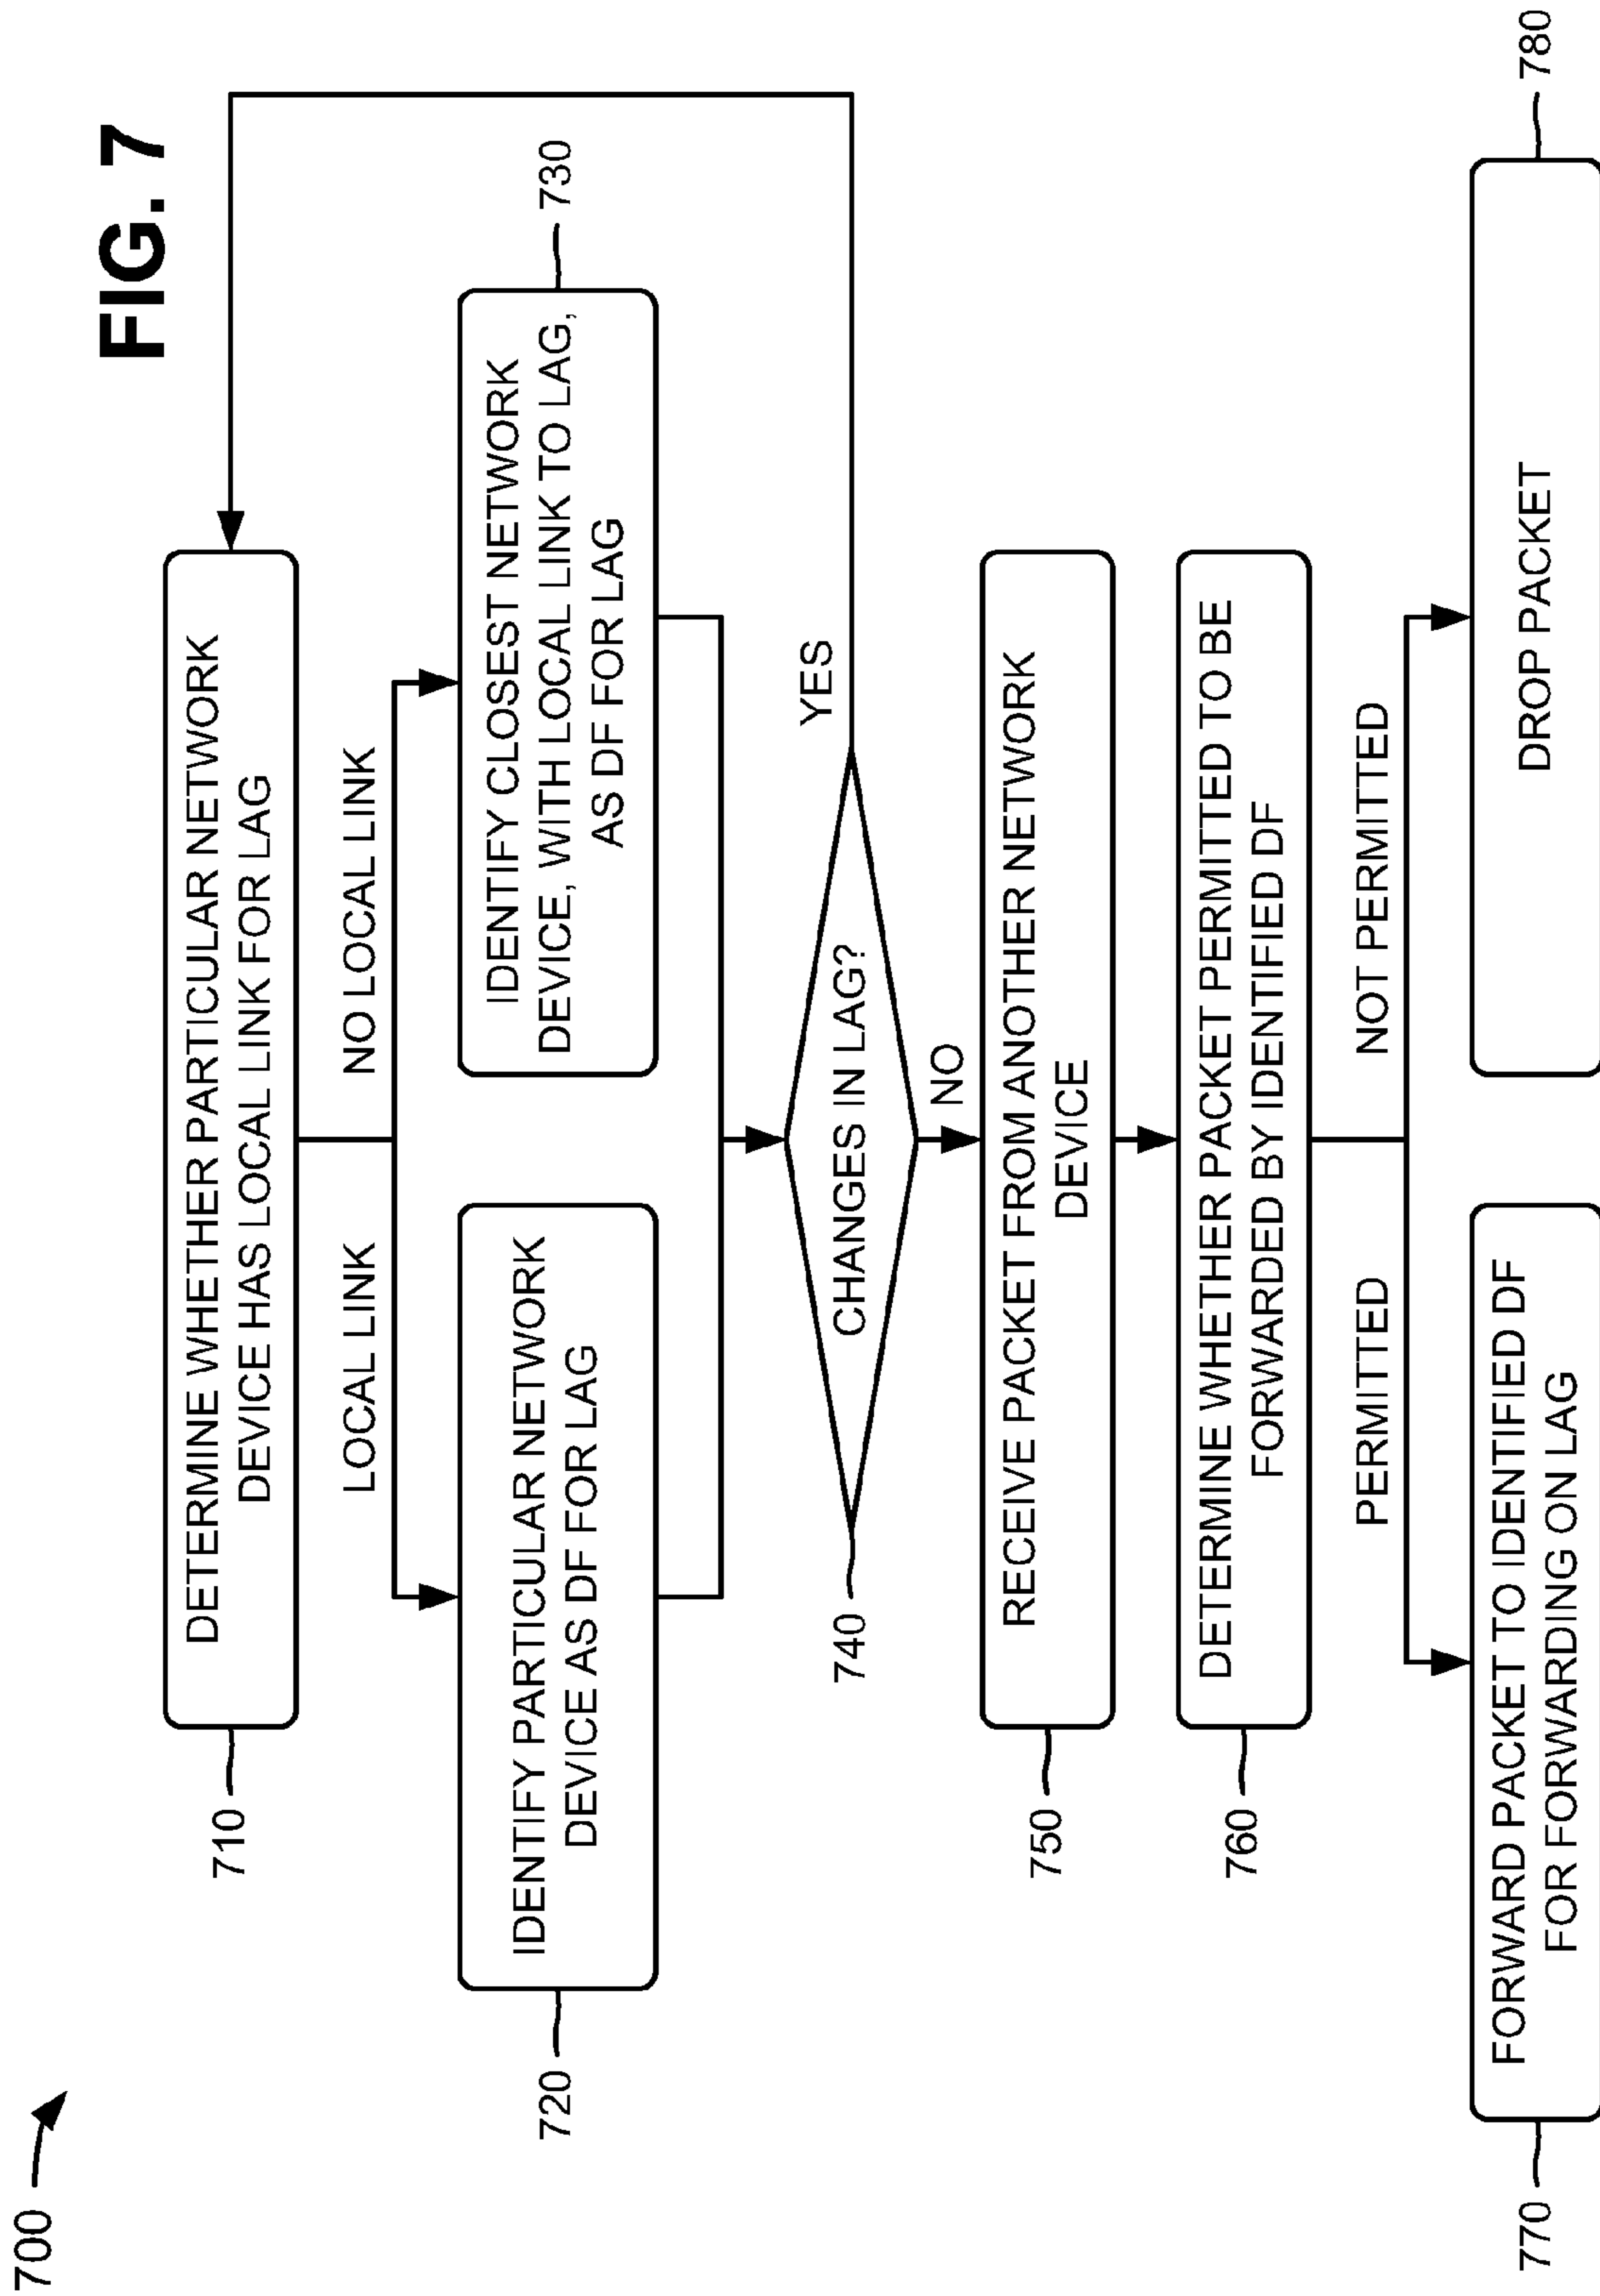 700
FIG. 7
710
DETERMINE WHETHER PARTICULAR NETWORK
DEVICE HAS LOCAL LINK FOR LAG
LOCAL LINK
NO LOCAL LINK
720
IDENTIFY PARTICULAR NETWORK
DEVICE AS DF FOR LAG
730
IDENTIFY CLOSEST NETWORK
DEVICE, WITH LOCAL LINK TO LAG,
AS DF FOR LAG
740
CHANGES IN LAG?
YES
NO
750
RECEIVE PACKET FROM ANOTHER NETWORK
DEVICE
760
DETERMINE WHETHER PACKET PERMITTED TO BE
FORWARDED BY IDENTIFIED DF
PERMITTED
NOT PERMITTED
770
FORWARD PACKET TO IDENTIFIED DF
FOR FORWARDING ON LAG
780
DROP PACKET